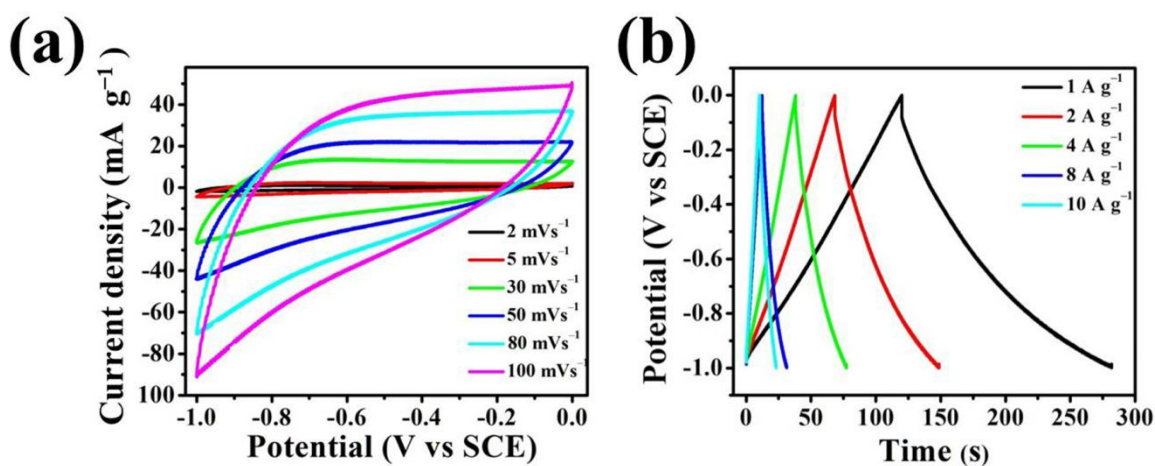 (a)
Current density (mA g⁻¹)
40
20
0
-20
-40
-60
-80
100
2 mVs⁻¹
5 mVs⁻¹
30 mVs⁻¹
50 mVs⁻¹
80 mVs⁻¹
100 mVs⁻¹
-1.0 -0.8 -0.6 -0.4 -0.2 0.0
Potential (V vs SCE)
(b)
Potential (V vs SCE)
0.0
-0.2
-0.4
-0.6
-0.8
-1.0
1 A g⁻¹
2 A g⁻¹
4 A g⁻¹
8 A g⁻¹
10 A g⁻¹
0 50 100 150 200 250 300
Time (s)